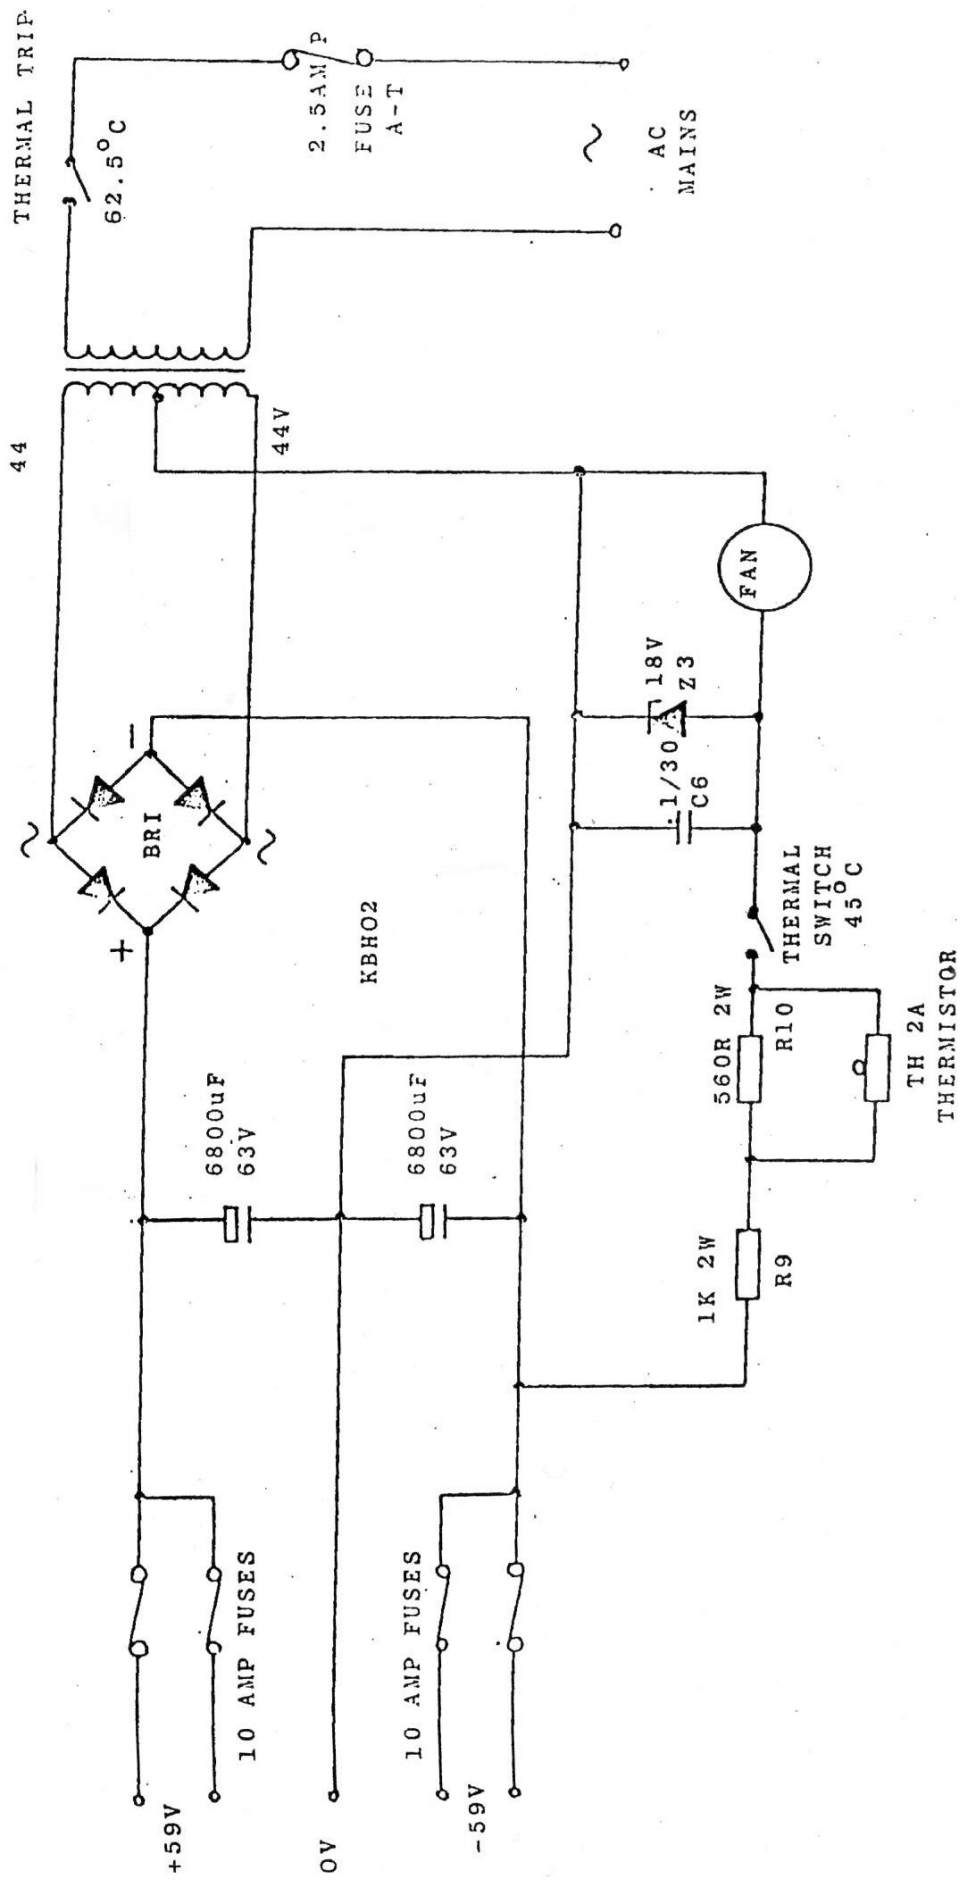 THERMAL TRIP
62.5°C
2.5AMP
FUSE
A-T
~
AC
MAINS
44
44V
~
−
BRI
+
~
KBHO2
FAN
18V
Z3
.1/30
C6
THERMAL
SWITCH
45°C
6800uF
63V
6800uF
63V
560R 2W
R10
TH 2A
THERMISTOR
1K 2W
R9
10 AMP FUSES
10 AMP FUSES
+59V
0V
-59V